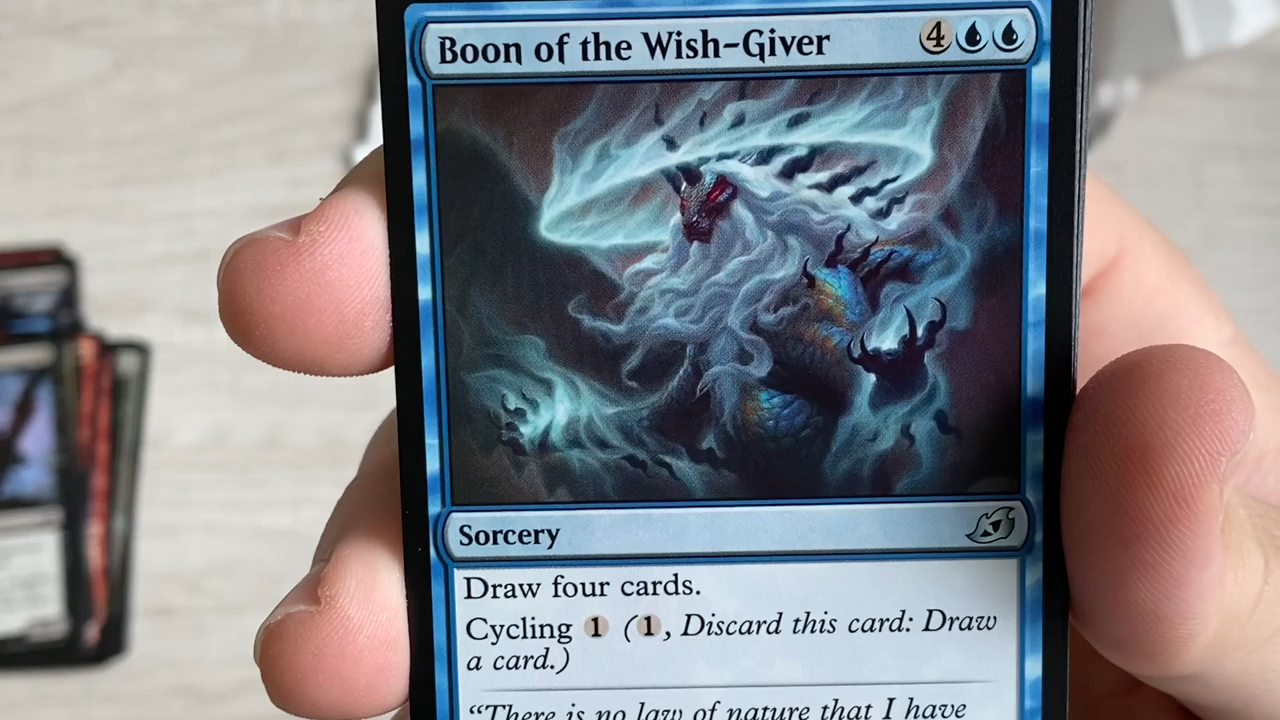 Boon of the Wish-Giver 4
Sorcery
Draw four cards.
Cycling 1 (1, Discard this card: Draw
a card.)
“There is no law of nature that I have